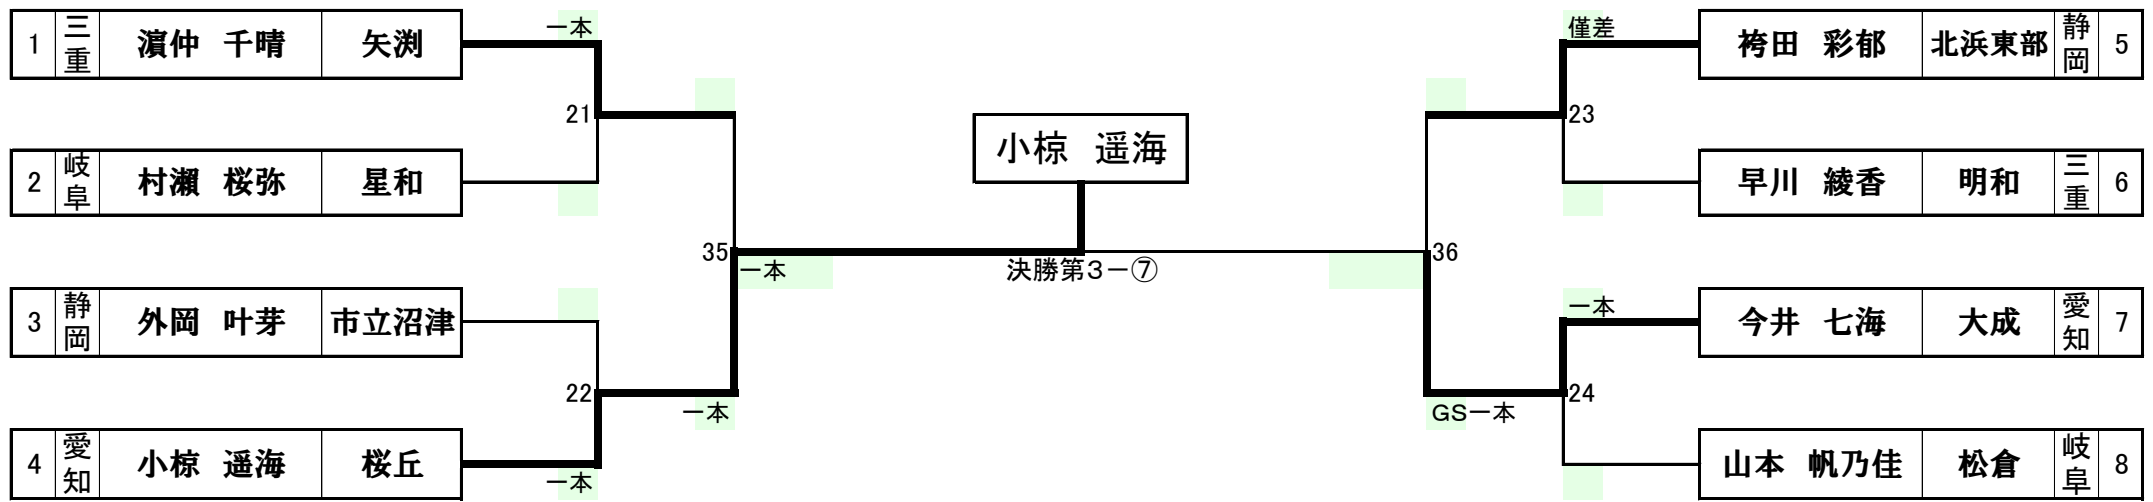 1 三重 濵仲 千晴 矢渕
一本
21
2 岐阜 村瀬 桜弥 星和
35
一本
3 静岡 外岡 叶芽 市立沼津
22
一本
4 愛知 小椋 遥海 桜丘
一本
小椋 遥海
決勝第3－⑦
僅差
袴田 彩郁 北浜東部 静岡 5
23
早川 綾香 明和 三重 6
36
一本
今井 七海 大成 愛知 7
24
GS一本
山本 帆乃佳 松倉 岐阜 8